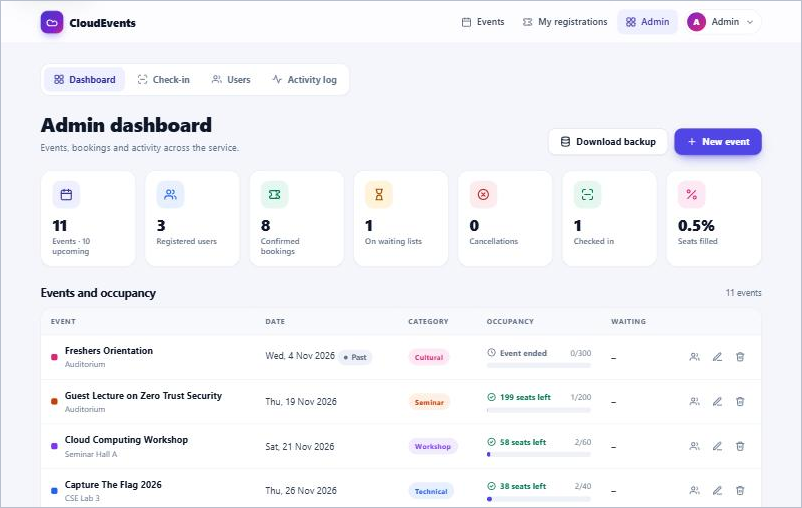 CloudEvents
Events
My registrations
Admin
A
Admin
Dashboard
Check-in
Users
Activity log
Admin dashboard
Events, bookings and activity across the service.
Download backup
New event
11
Events · 10
upcoming
3
Registered users
8
Confirmed
bookings
1
On waiting lists
0
Cancellations
1
Checked in
0.5%
Seats filled
Events and occupancy
11 events
EVENT DATE CATEGORY OCCUPANCY WAITING
Freshers Orientation
Auditorium
Wed, 4 Nov 2026
Past
Cultural
Event ended 0/300
–
Guest Lecture on Zero Trust Security
Auditorium
Thu, 19 Nov 2026
Seminar
199 seats left 1/200
–
Cloud Computing Workshop
Seminar Hall A
Sat, 21 Nov 2026
Workshop
58 seats left 2/60
–
Capture The Flag 2026
CSE Lab 3
Thu, 26 Nov 2026
Technical
38 seats left 2/40
–